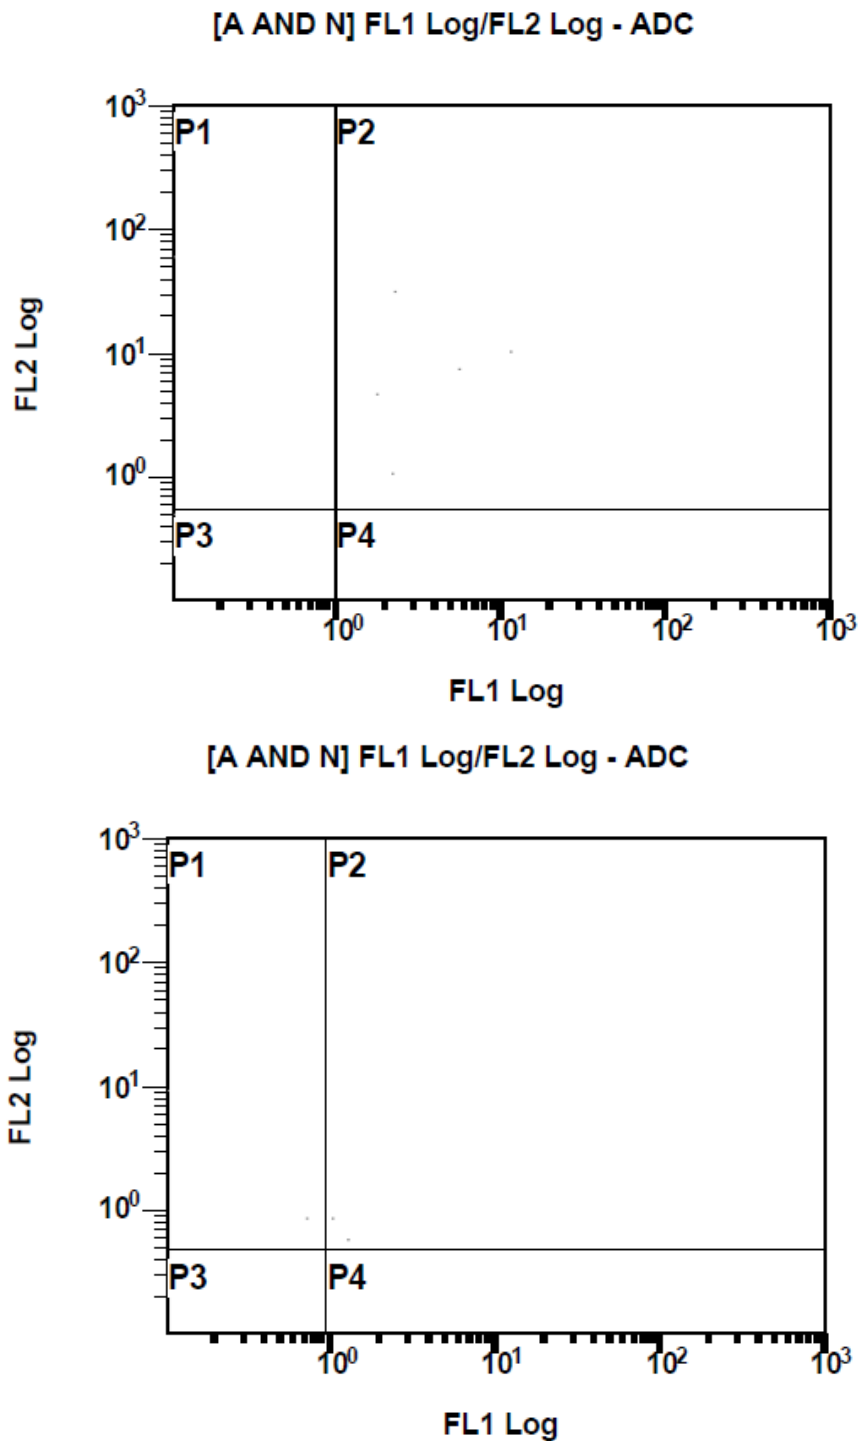 [A AND N] FL1 Log/FL2 Log - ADC
10³
P1 P2
10²
FL2 Log
10¹
10⁰
P3 P4
10⁰ 10¹ 10² 10³
FL1 Log
[A AND N] FL1 Log/FL2 Log - ADC
10³
P1 P2
10²
FL2 Log
10¹
10⁰
P3 P4
10⁰ 10¹ 10² 10³
FL1 Log